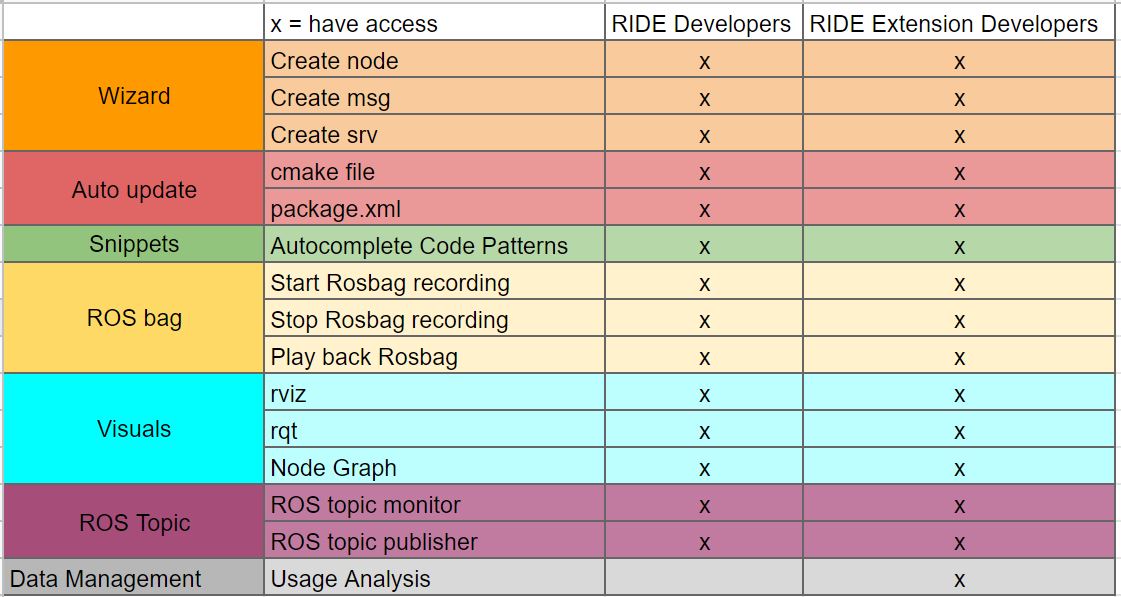 x = have access RIDE Developers RIDE Extension Developers
Wizard
Create node x x
Create msg x x
Create srv x x
Auto update
cmake file x x
package.xml x x
Snippets Autocomplete Code Patterns x x
ROS bag
Start Rosbag recording x x
Stop Rosbag recording x x
Play back Rosbag x x
Visuals
rviz x x
rqt x x
Node Graph x x
ROS Topic
ROS topic monitor x x
ROS topic publisher x x
Data Management Usage Analysis x